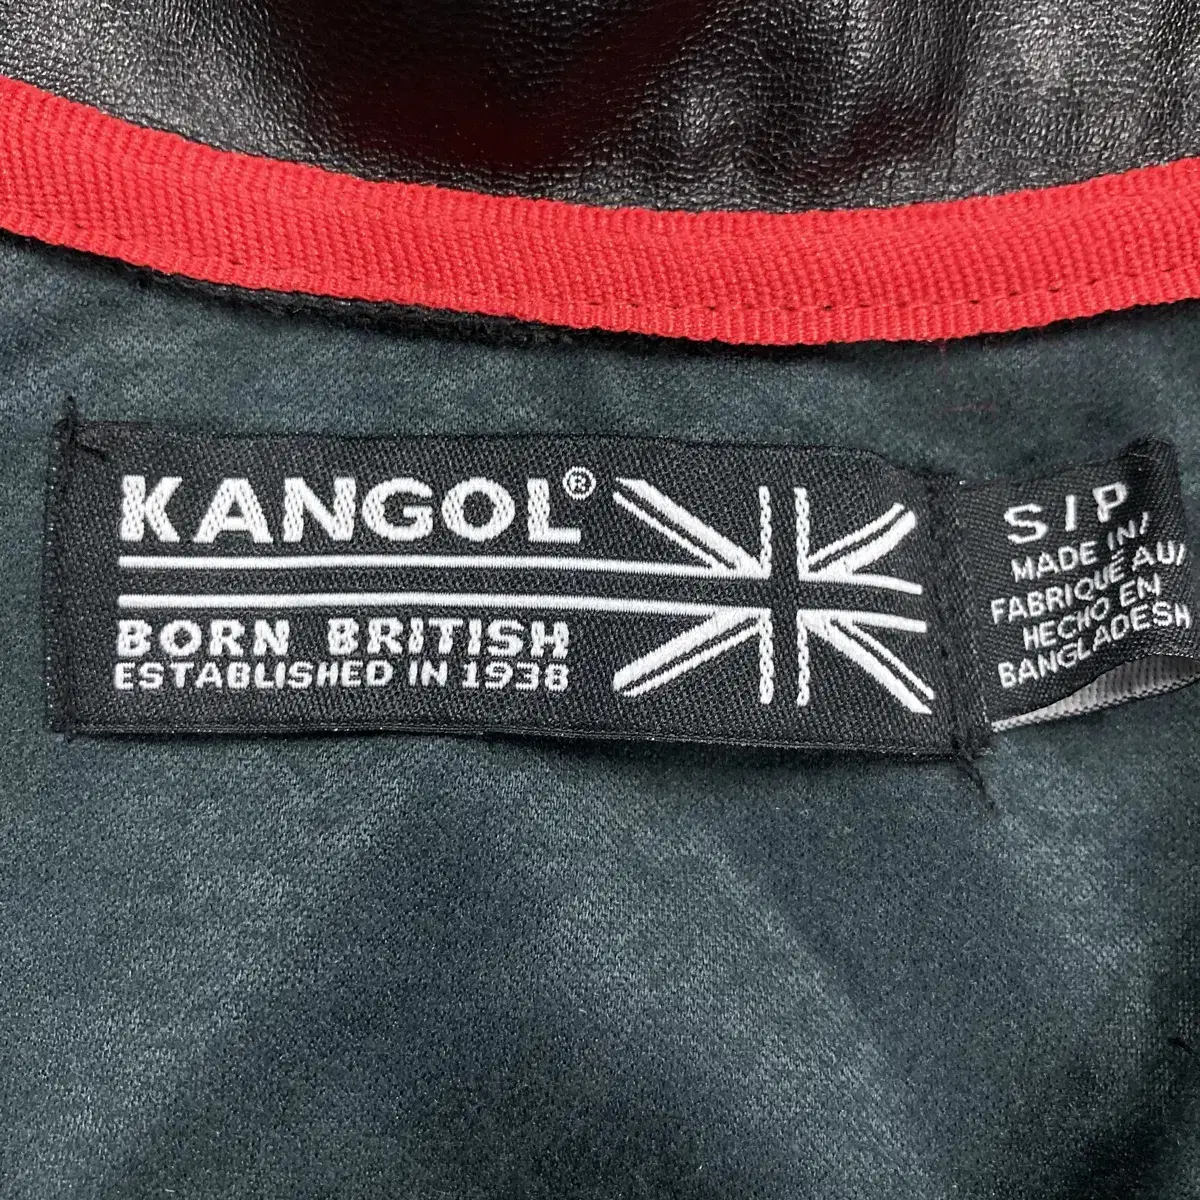 KANGOL®
BORN BRITISH
ESTABLISHED IN 1938
S/P
MADE IN/
FABRIQUÉ AU/
HECHO EN
BANGLADESH